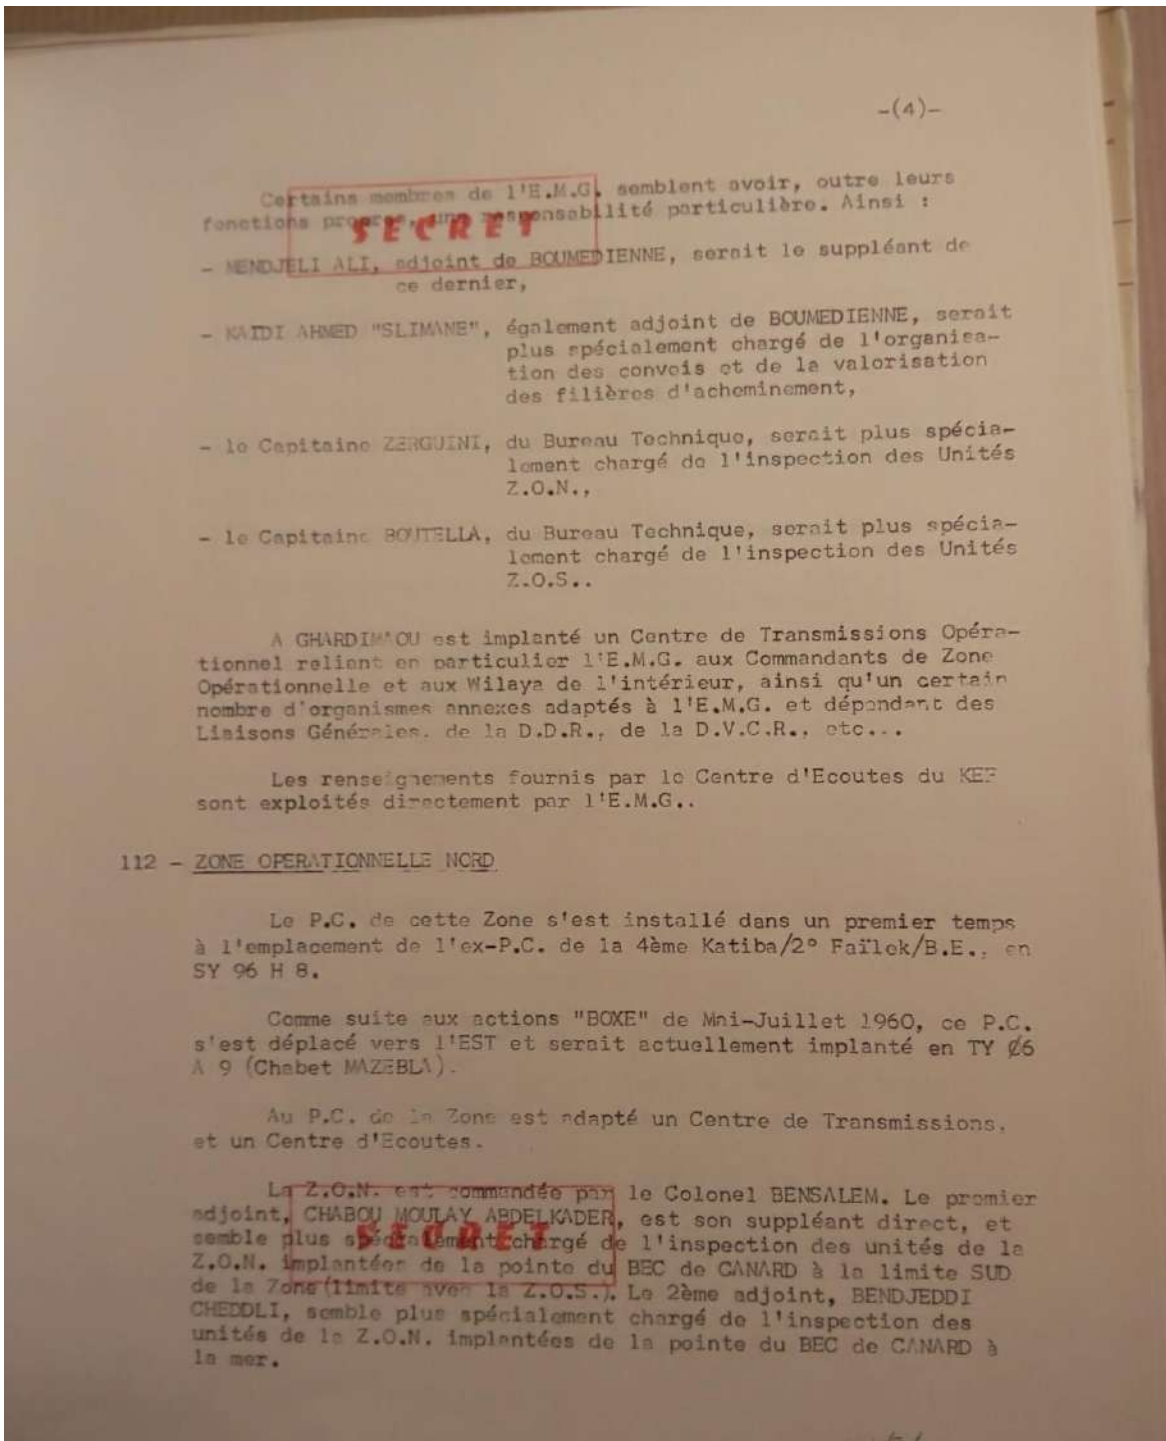 -(4)-
Certains membres de l'E.M.G. semblent avoir, outre leurs
fonctions propres, une responsabilité particulière. Ainsi :
SECRET
- MENDJELI ALI, adjoint de BOUMEDIENNE, serait le suppléant de
ce dernier,
- KAIDI AHMED "SLIMANE", également adjoint de BOUMEDIENNE, serait
plus spécialement chargé de l'organisa-
tion des convois et de la valorisation
des filières d'acheminement,
- le Capitaine ZERGUINI, du Bureau Technique, serait plus spécia-
lement chargé de l'inspection des Unités
Z.O.N.,
- le Capitaine BOUTELLA, du Bureau Technique, serait plus spécia-
lement chargé de l'inspection des Unités
Z.O.S..
A GHARDIMAOU est implanté un Centre de Transmissions Opéra-
tionnel reliant en particulier l'E.M.G. aux Commandants de Zone
Opérationnelle et aux Wilaya de l'intérieur, ainsi qu'un certain
nombre d'organismes annexes adaptés à l'E.M.G. et dépendant des
Liaisons Générales, de la D.D.R., de la D.V.C.R., etc...
Les renseignements fournis par le Centre d'Ecoutes du KEF
sont exploités directement par l'E.M.G..
112 - ZONE OPERATIONNELLE NORD
Le P.C. de cette Zone s'est installé dans un premier temps
à l'emplacement de l'ex-P.C. de la 4ème Katiba/2° Faïlek/B.E., en
SY 96 H 8.
Comme suite aux actions "BOXE" de Mai-Juillet 1960, ce P.C.
s'est déplacé vers l'EST et serait actuellement implanté en TY Ø6
A 9 (Chabet MAZEBLA).
Au P.C. de la Zone est adapté un Centre de Transmissions,
et un Centre d'Ecoutes.
La Z.O.N. est commandée par le Colonel BENSALEM. Le premier
adjoint, CHABOU MOULAY ABDELKADER, est son suppléant direct, et
semble plus spécialement chargé de l'inspection des unités de la
SECRET
Z.O.N. implantées de la pointe du BEC de CANARD à la limite SUD
de la Zone (limite avec la Z.O.S.). Le 2ème adjoint, BENDJEDDI
CHEDDLI, semble plus spécialement chargé de l'inspection des
unités de la Z.O.N. implantées de la pointe du BEC de CANARD à
la mer.